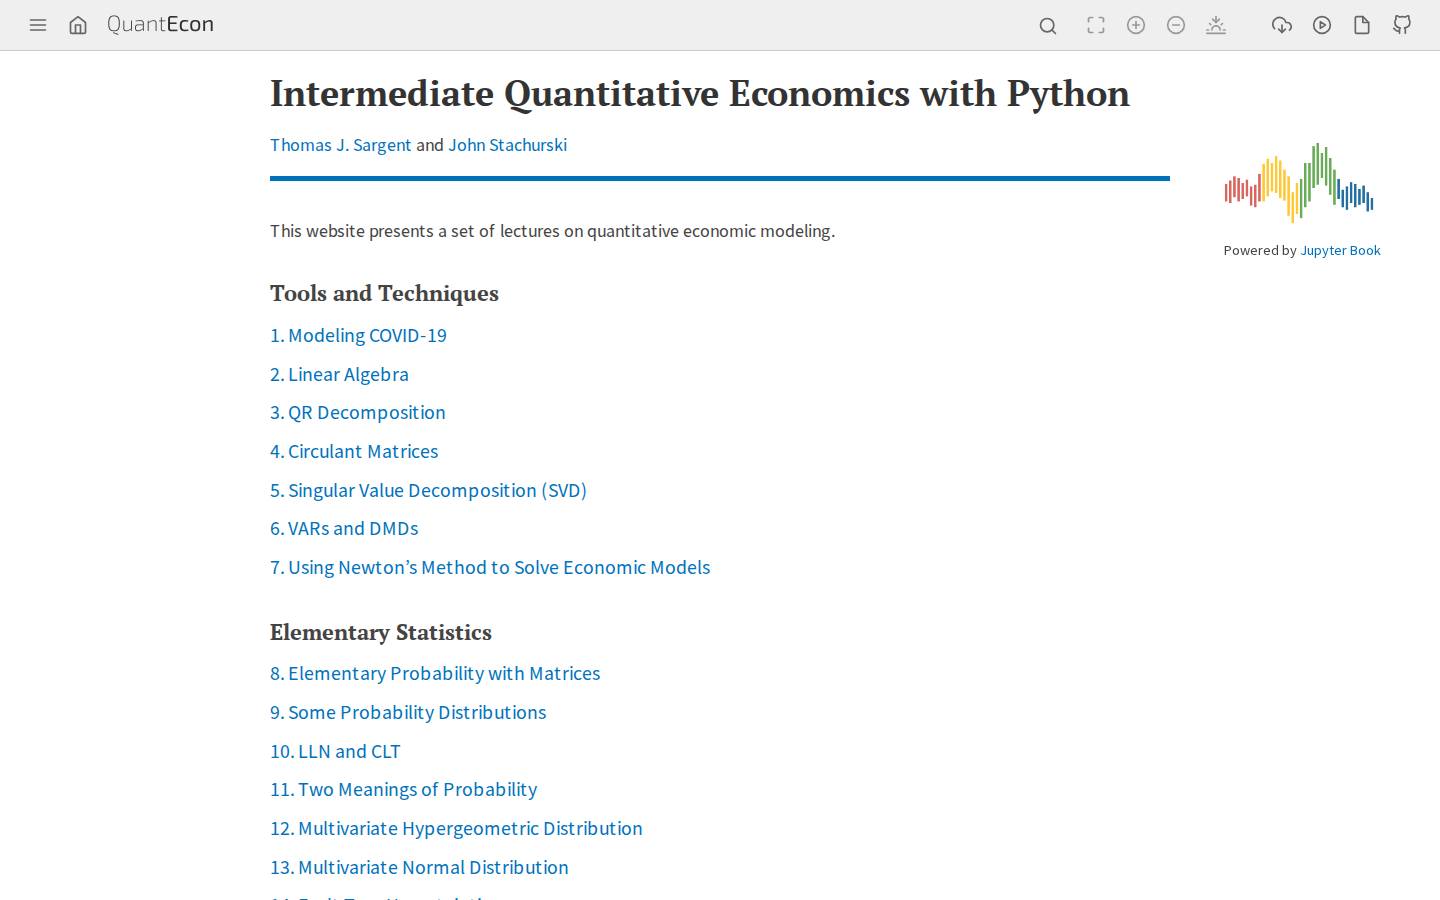 QuantEcon
Intermediate Quantitative Economics with Python
Thomas J. Sargent and John Stachurski
This website presents a set of lectures on quantitative economic modeling.
Powered by Jupyter Book
Tools and Techniques
1. Modeling COVID-19
2. Linear Algebra
3. QR Decomposition
4. Circulant Matrices
5. Singular Value Decomposition (SVD)
6. VARs and DMDs
7. Using Newton’s Method to Solve Economic Models
Elementary Statistics
8. Elementary Probability with Matrices
9. Some Probability Distributions
10. LLN and CLT
11. Two Meanings of Probability
12. Multivariate Hypergeometric Distribution
13. Multivariate Normal Distribution